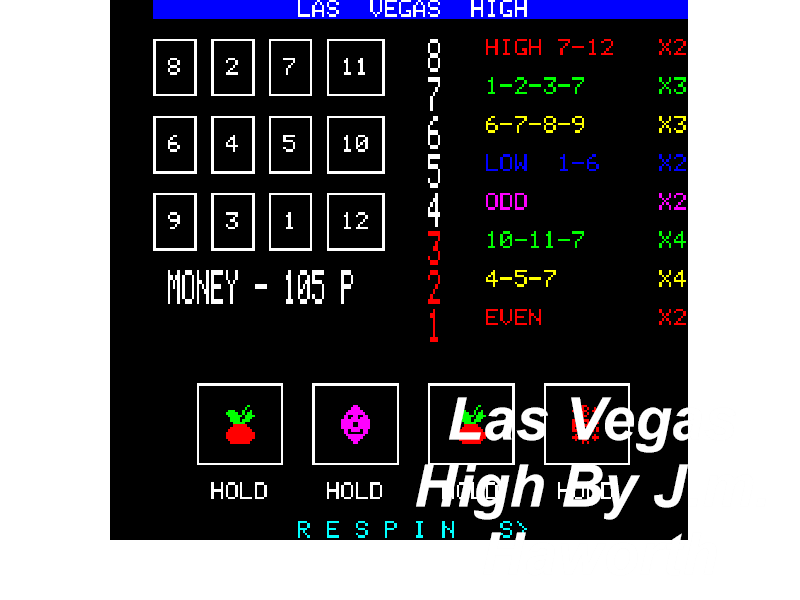 LAS VEGAS HIGH
8 2 7 11 8 HIGH 7-12 X2
7 1-2-3-7 X3
6 4 5 10 6 6-7-8-9 X3
5 LOW 1-6 X2
9 3 1 12 4 ODD X2
3 10-11-7 X4
MONEY - 105 P 2 4-5-7 X4
1 EVEN X2
Las Vega
High By J
HOLD HOLD HOLD HOLD
R E S P I N S>